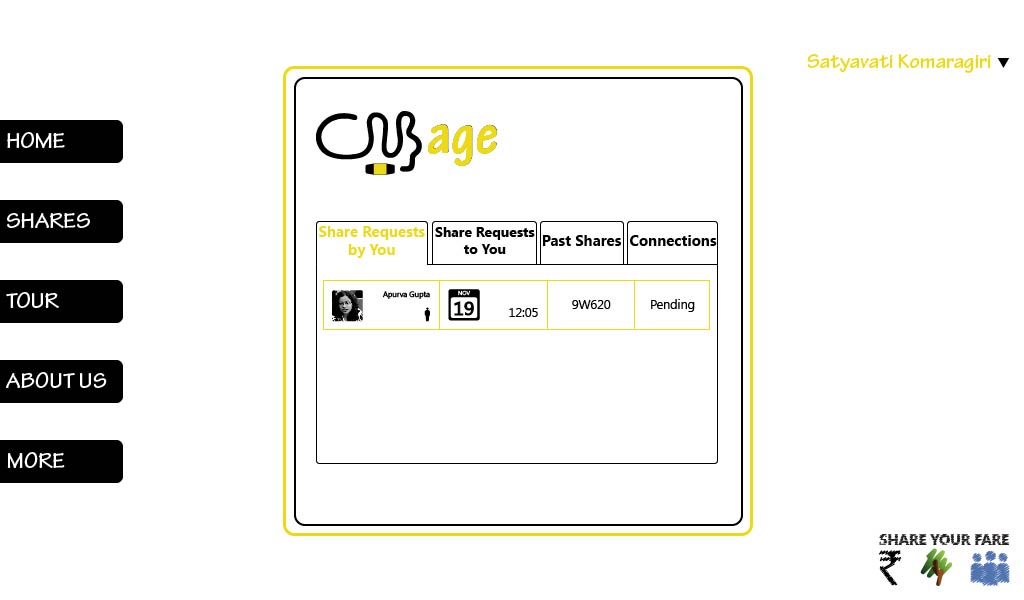 Satyavati Komaragiri
HOME
SHARES
TOUR
ABOUT US
MORE
age
Share Requests
by You
Share Requests
to You
Past Shares
Connections
Apurva Gupta
NOV
19
12:05
9W620
Pending
SHARE YOUR FARE
₹